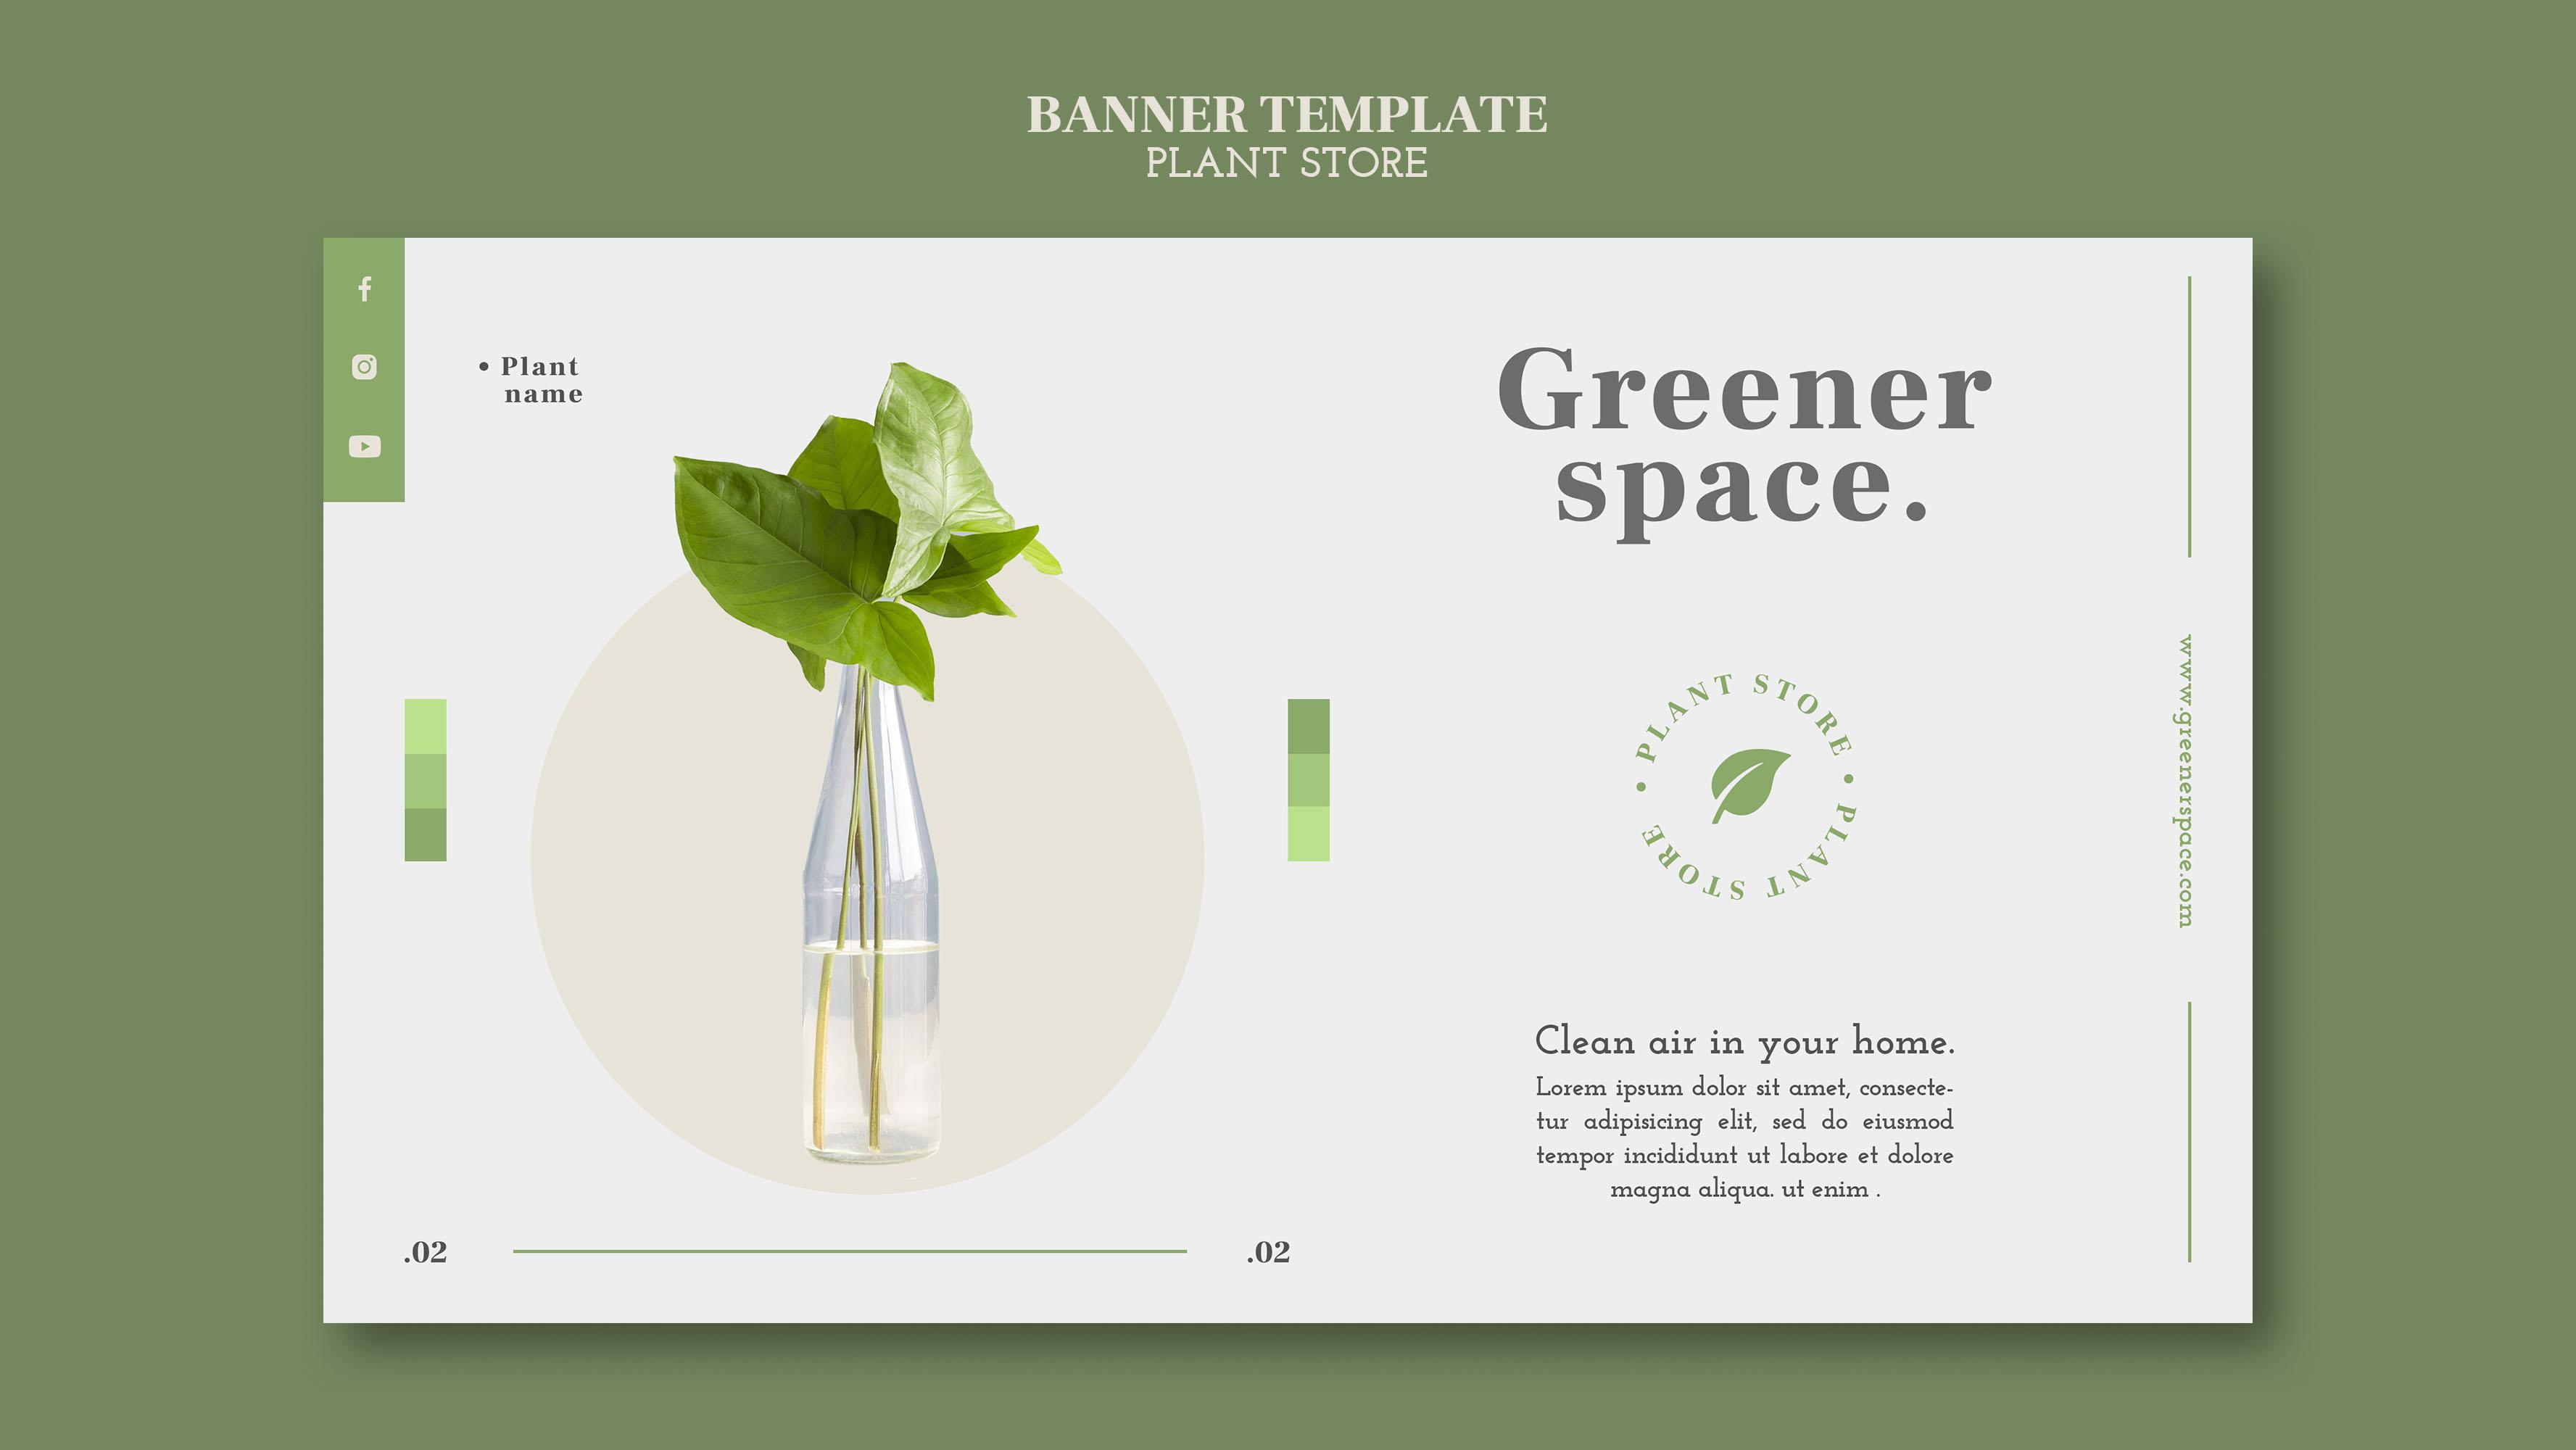 BANNER TEMPLATE
PLANT STORE
• Plant
name
Greener
space.
• PLANT STORE • PLANT STORE
www.greenerspace.com
Clean air in your home.
Lorem ipsum dolor sit amet, consecte-
tur adipisicing elit, sed do eiusmod
tempor incididunt ut labore et dolore
magna aliqua. ut enim .
.02
.02